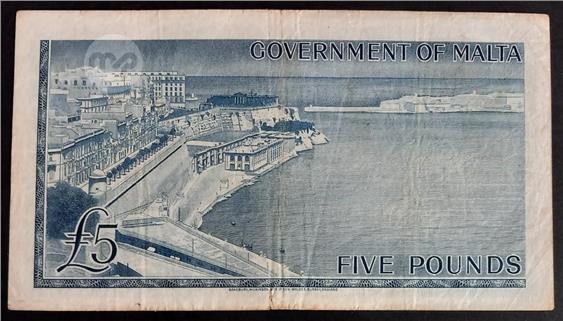 GOVERNMENT OF MALTA
£5
FIVE POUNDS